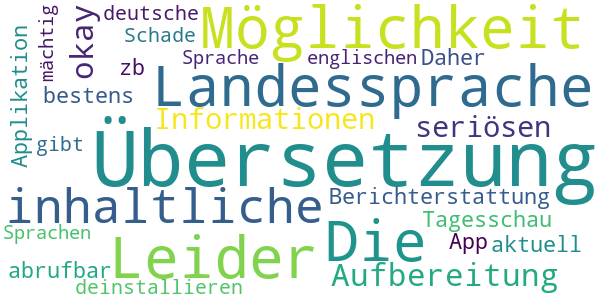 mächtig okay deutsche Möglichkeit
Schade
Applikation zb Sprache englischen Daher
bestens Landessprache
Informationen seriösen
gibt Übersetzung
inhaltliche Berichterstattung
Sprachen Leider Die Tagesschau
App aktuell
abrufbar Aufbereitung
deinstallieren